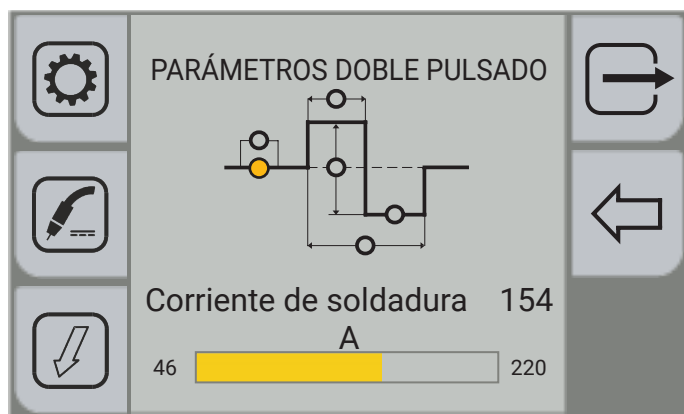 PARÁMETROS DOBLE PULSADO
Corriente de soldadura 154
A
46 220